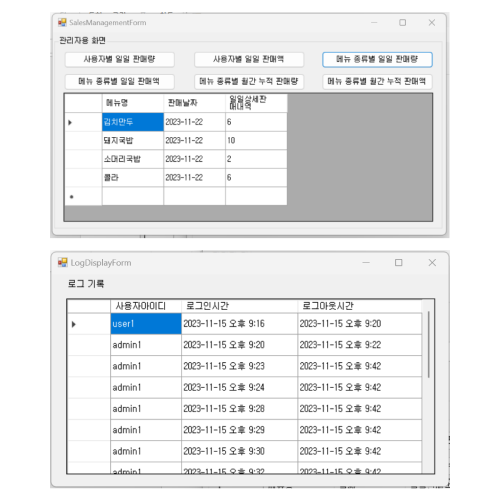 SalesManagementForm
관리자용 화면
사용자별 일일 판매량 사용자별 일일 판매액 메뉴 종류별 일일 판매량
메뉴 종류별 일일 판매액 메뉴 종류별 월간 누적 판매량 메뉴 종류별 월간 누적 판매액
메뉴명 판매날짜 일일상세판
매내역
김치만두 2023-11-22 6
돼지국밥 2023-11-22 10
소머리국밥 2023-11-22 2
콜라 2023-11-22 6
LogDisplayForm
로그 기록
사용자아이디 로그인시간 로그아웃시간
user1 2023-11-15 오후 9:16 2023-11-15 오후 9:20
admin1 2023-11-15 오후 9:20 2023-11-15 오후 9:22
admin1 2023-11-15 오후 9:23 2023-11-15 오후 9:42
admin1 2023-11-15 오후 9:24 2023-11-15 오후 9:42
admin1 2023-11-15 오후 9:28 2023-11-15 오후 9:42
admin1 2023-11-15 오후 9:29 2023-11-15 오후 9:42
admin1 2023-11-15 오후 9:30 2023-11-15 오후 9:42
admin1 2023-11-15 오후 9:32 2023-11-15 오후 9:42